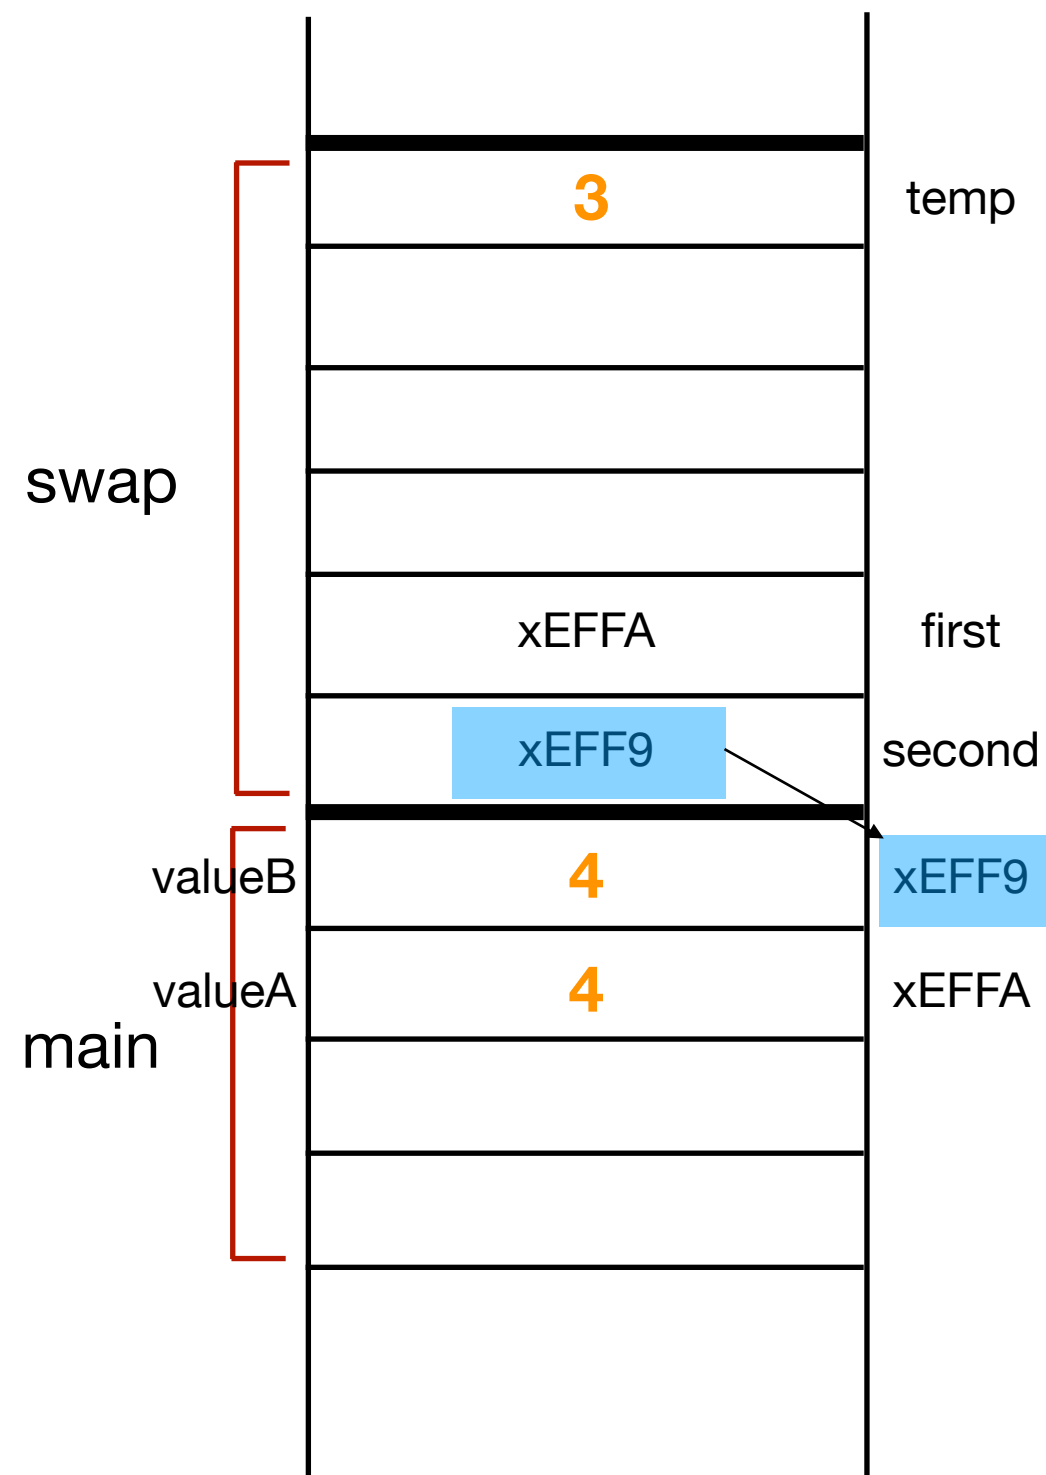 3 temp
swap
xEFFA first
xEFF9 second
valueB 4 xEFF9
valueA 4 xEFFA
main